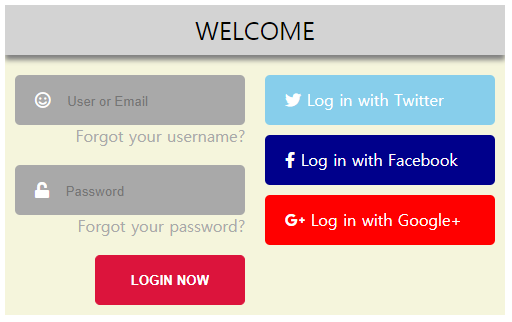 WELCOME
User or Email
Forgot your username?
Password
Forgot your password?
LOGIN NOW
Log in with Twitter
Log in with Facebook
G+ Log in with Google+